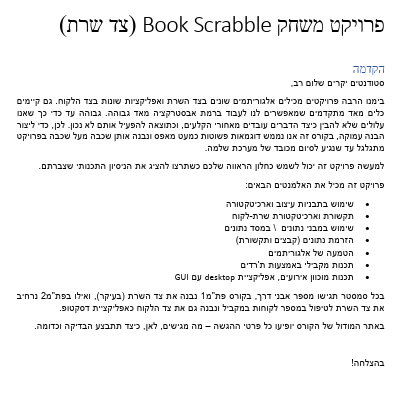 פרויקט משחק Book Scrabble (צד שרת)
הקדמה
סטודנטים יקרים שלום רב,
בימנו הרבה פרויקטים מכילים אלגוריתמים שונים בצד השרת ואפליקציות שונות בצד הלקוח. גם קיימים
כלים מאד מתקדמים שמאפשרים לנו לעבוד ברמת אבסטרקציה מאד גבוהה. גבוהה עד כדי כך שאנו
עלולים שלא להבין כיצד הדברים עובדים מאחורי הקלעים, וכתוצאה להפעיל אותם לא נכון. לכן, כדי ליצור
הבנה עמוקה, בקורס זה אנו נממש דוגמאות פשוטות כמעט מאפס ונבנה אותן שכבה מעל שכבה בפרויקט
מתגלגל עד שנגיע לסיום מכובד של מערכת שלמה.
למעשה פרויקט זה יכול לשמש כחלון הראווה שלכם כשתרצו להציג את הניסיון התכנותי שצברתם.
פרויקט זה מכיל את האלמנטים הבאים:
• שימוש בתבניות עיצוב וארכיטקטורה
• תקשורת וארכיטקטורת שרת-לקוח
• שימוש במבני נתונים \ במסד נתונים
• הזרמת נתונים (קבצים ותקשורת)
• הטמעה של אלגוריתמים
• תכנות מקבילי באמצעות ת'רדים
• תכנות מוכוון אירועים, אפליקציית desktop עם GUI
בכל סמסטר תגישו מספר אבני דרך, בקורס פת"מ1 נבנה את צד השרת (בעיקר), ואילו בפת"מ2 נרחיב
את צד השרת לטיפול במספר לקוחות במקביל ונבנה גם את צד הלקוח כאפליקציית דסקטופ.
באתר המודול של הקורס יופיעו כל פרטי ההגשה – מה מגישים, לאן, כיצד תתבצע הבדיקה וכדומה.
בהצלחה!